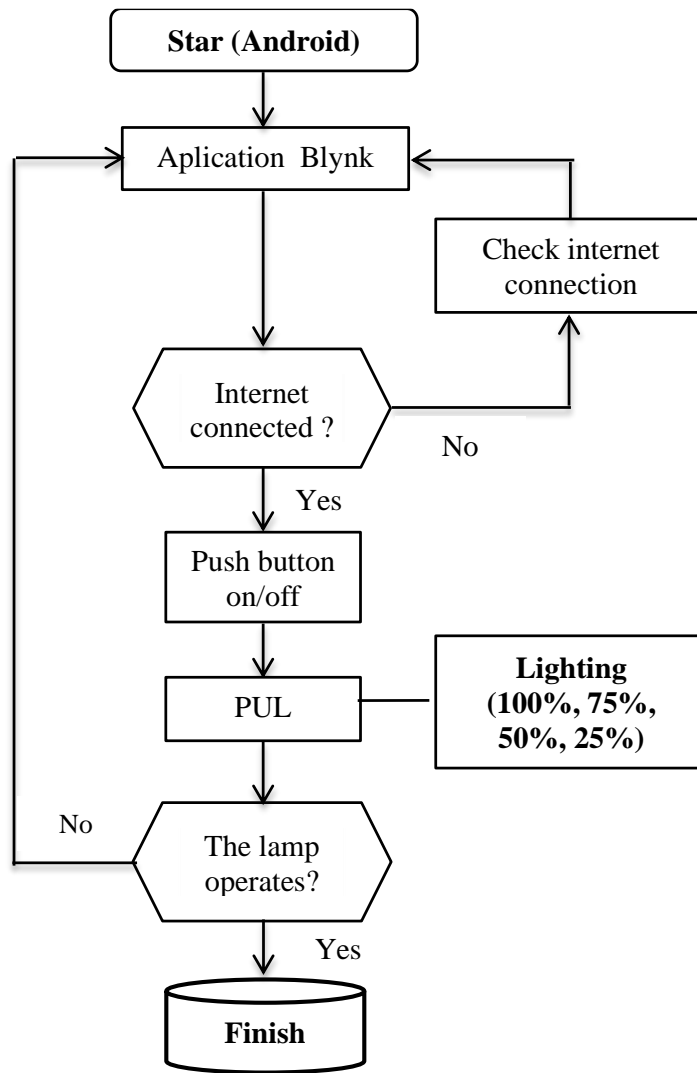 Star (Android)
Aplication Blynk
Check internet
connection
Internet
connected ?
No
Yes
Push button
on/off
PUL
Lighting
(100%, 75%,
50%, 25%)
No
The lamp
operates?
Yes
Finish